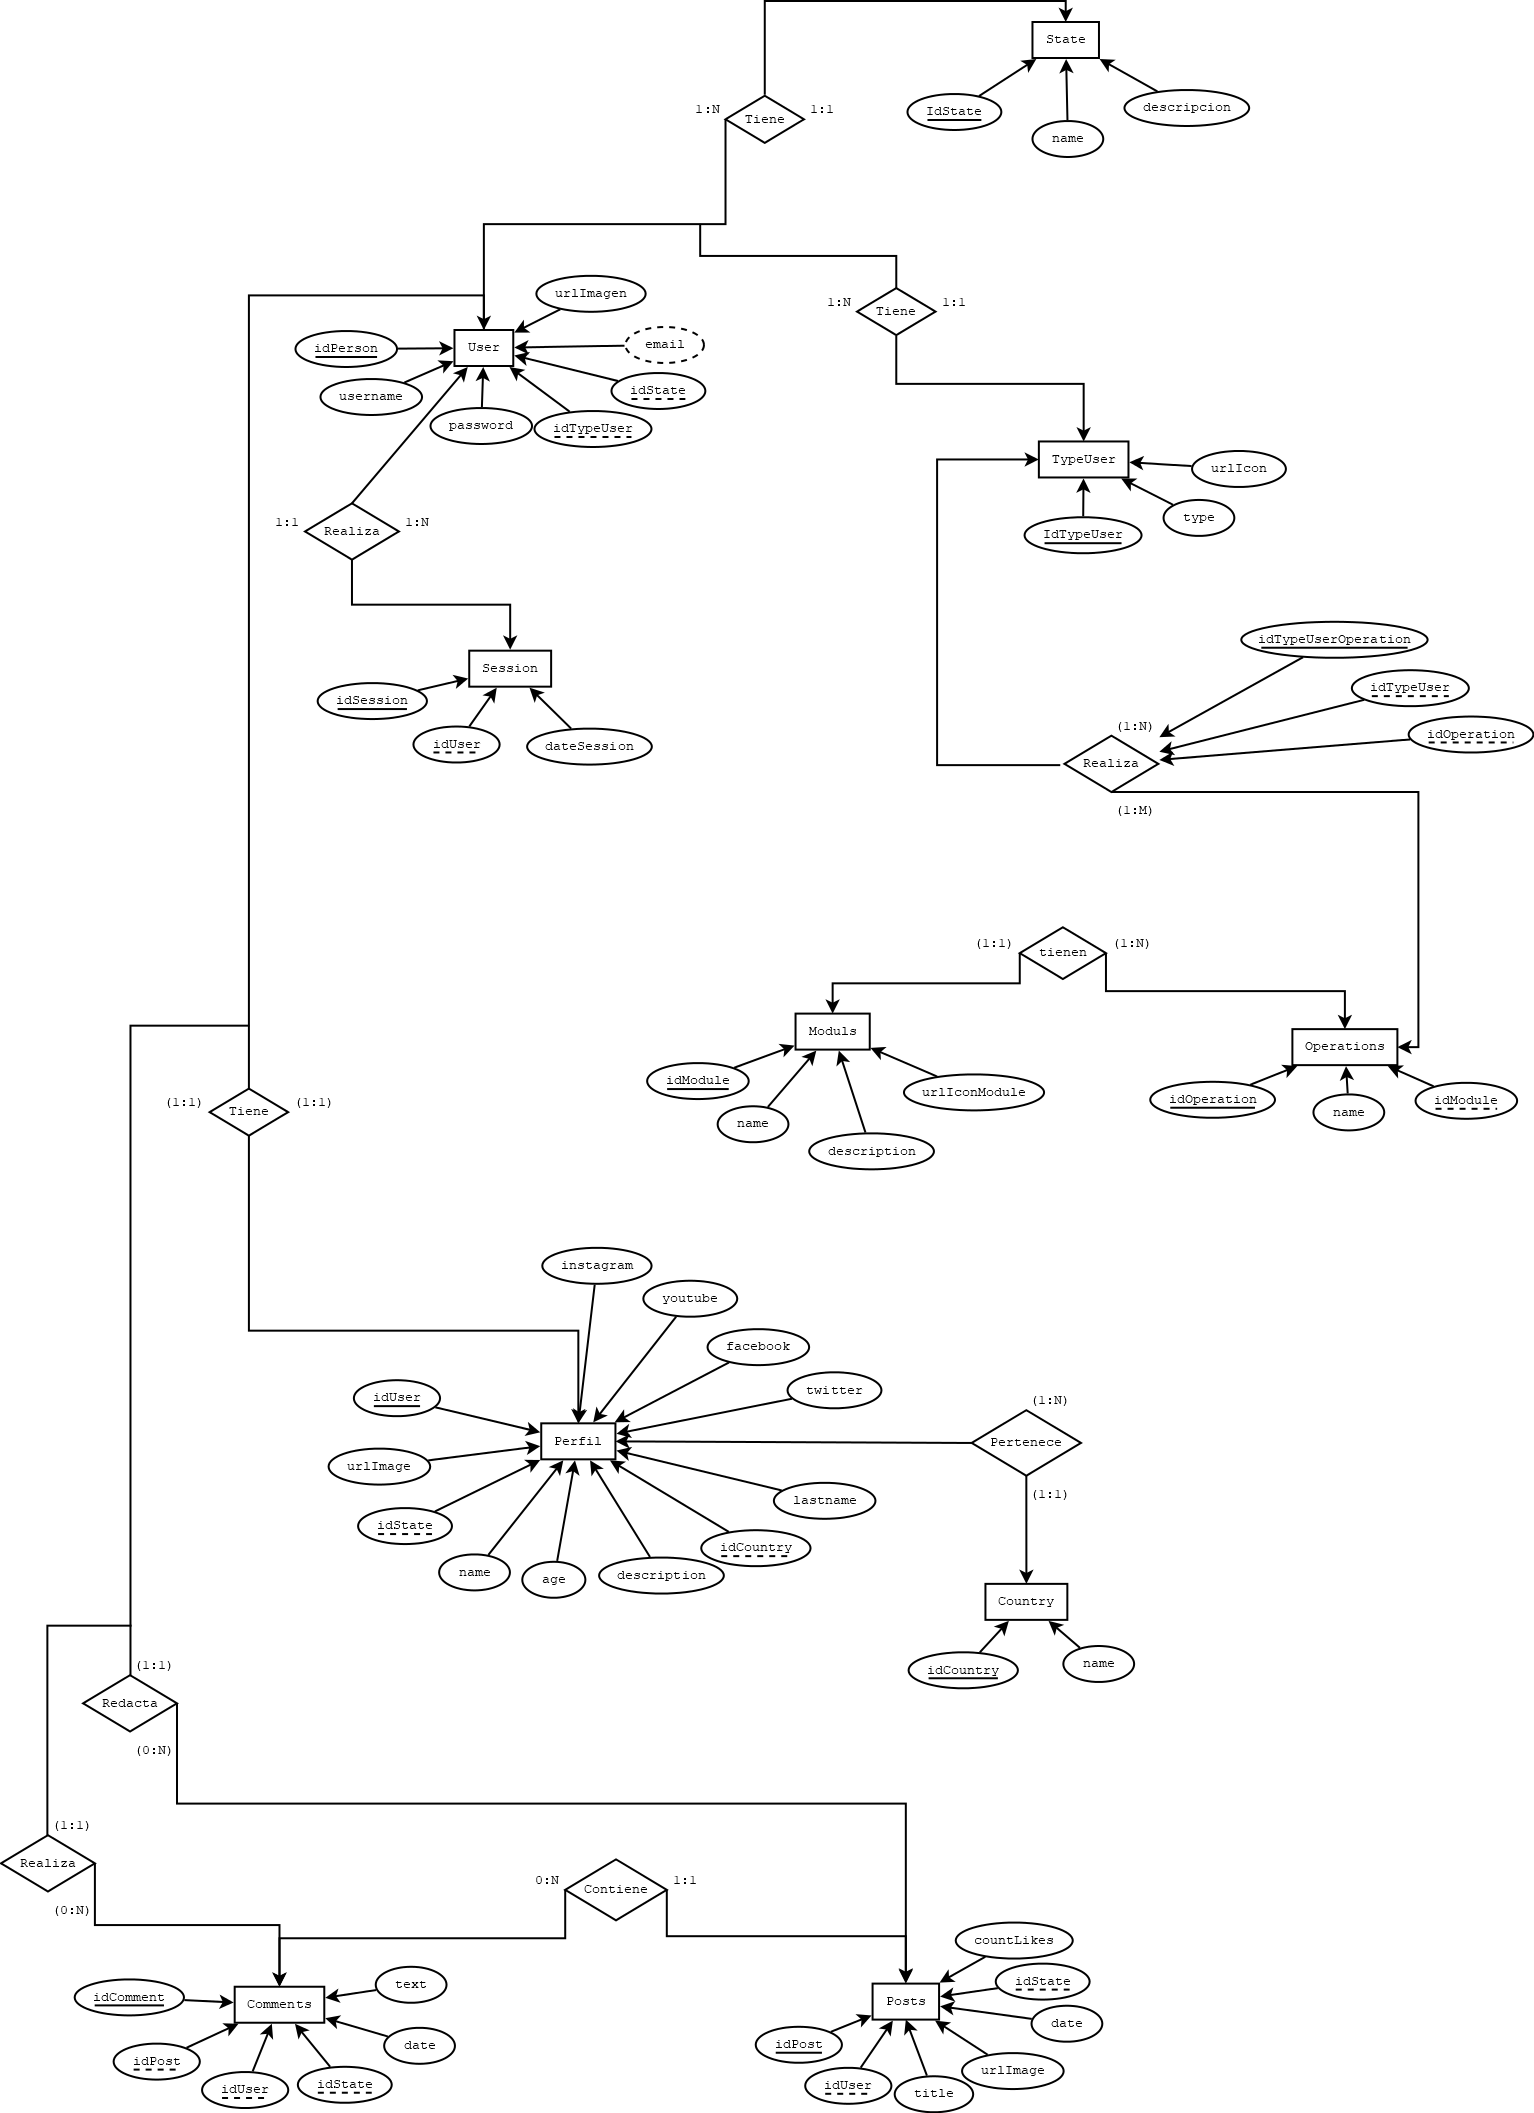 State
IdState
name
descripcion
1:N
Tiene
1:1
urlImagen
User
email
idPerson
username
password
idState
idTypeUser
1:N
Tiene
1:1
TypeUser
urlIcon
type
IdTypeUser
1:1
Realiza
1:N
Session
idSession
idUser
dateSession
idTypeUserOperation
idTypeUser
idOperation
(1:N)
Realiza
(1:M)
(1:1)
tienen
(1:N)
Moduls
idModule
name
description
urlIconModule
Operations
idOperation
name
idModule
(1:1)
Tiene
(1:1)
instagram
youtube
facebook
twitter
idUser
Perfil
urlImage
idState
name
age
description
idCountry
lastname
(1:N)
Pertenece
(1:1)
Country
idCountry
name
(1:1)
Redacta
(0:N)
(1:1)
Realiza
(0:N)
0:N
Contiene
1:1
Comments
text
idComment
idPost
idUser
idState
date
countLikes
idState
Posts
date
idPost
idUser
title
urlImage